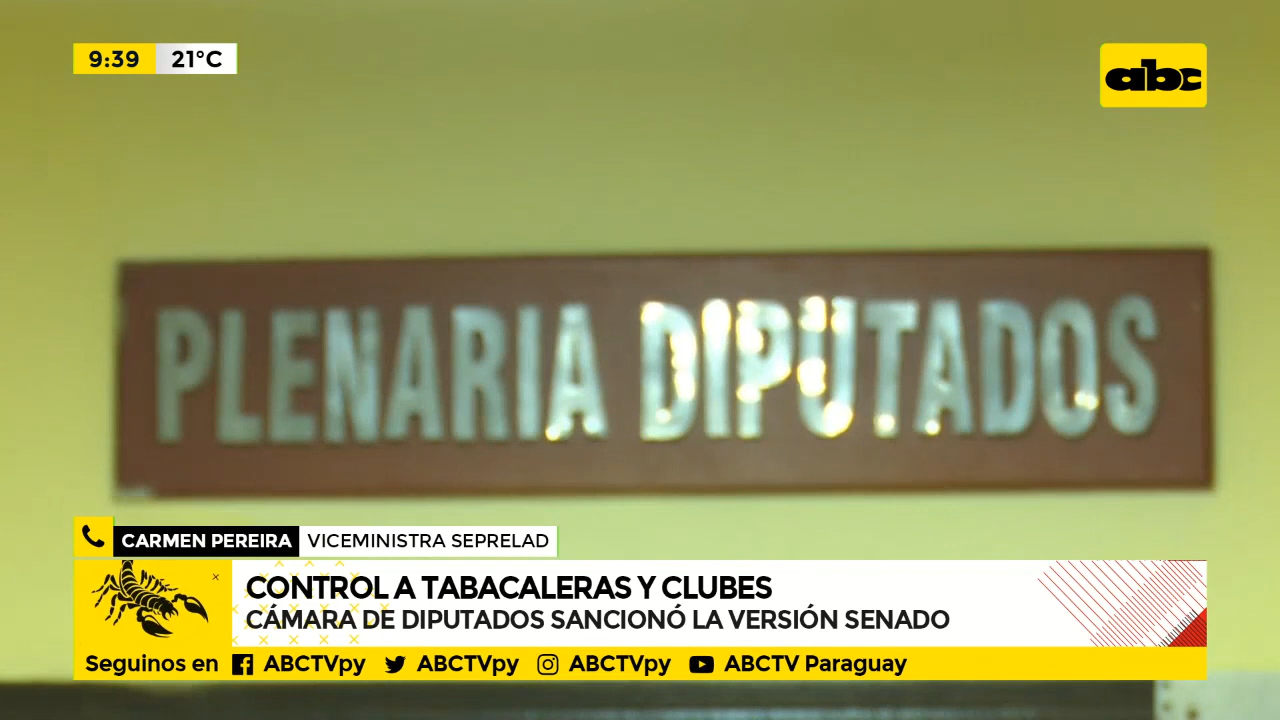 9:39 21°C
abc
PLENARIA DIPUTADOS
CARMEN PEREIRA VICEMINISTRA SEPRELAD
CONTROL A TABACALERAS Y CLUBES
CÁMARA DE DIPUTADOS SANCIONÓ LA VERSIÓN SENADO
Seguinos en ABCTVpy ABCTVpy ABCTVpy ABCTV Paraguay